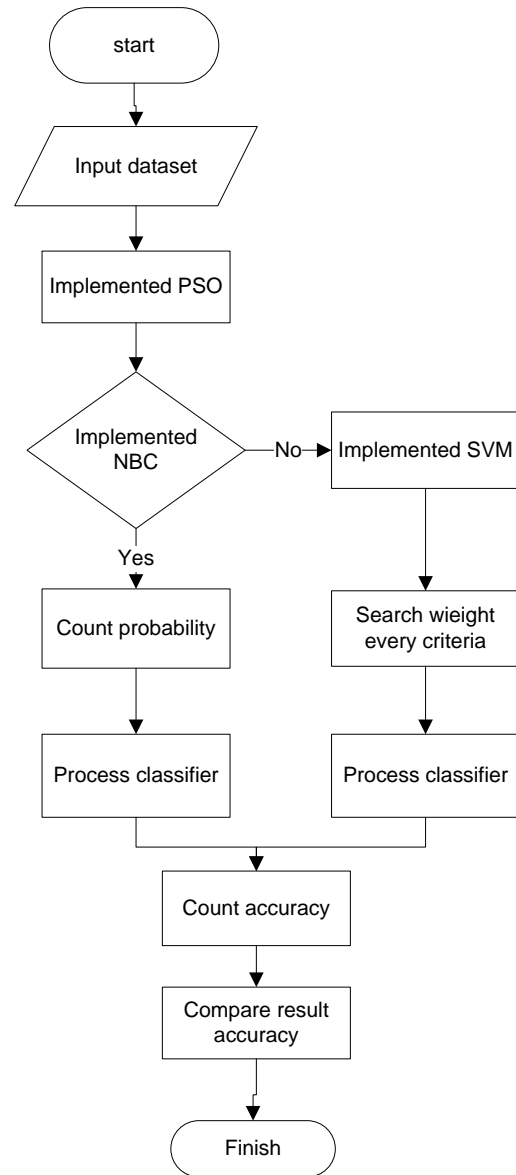 start
Input dataset
Implemented PSO
Implemented
NBC
No
Implemented SVM
Yes
Count probability
Search wieight
every criteria
Process classifier
Process classifier
Count accuracy
Compare result
accuracy
Finish